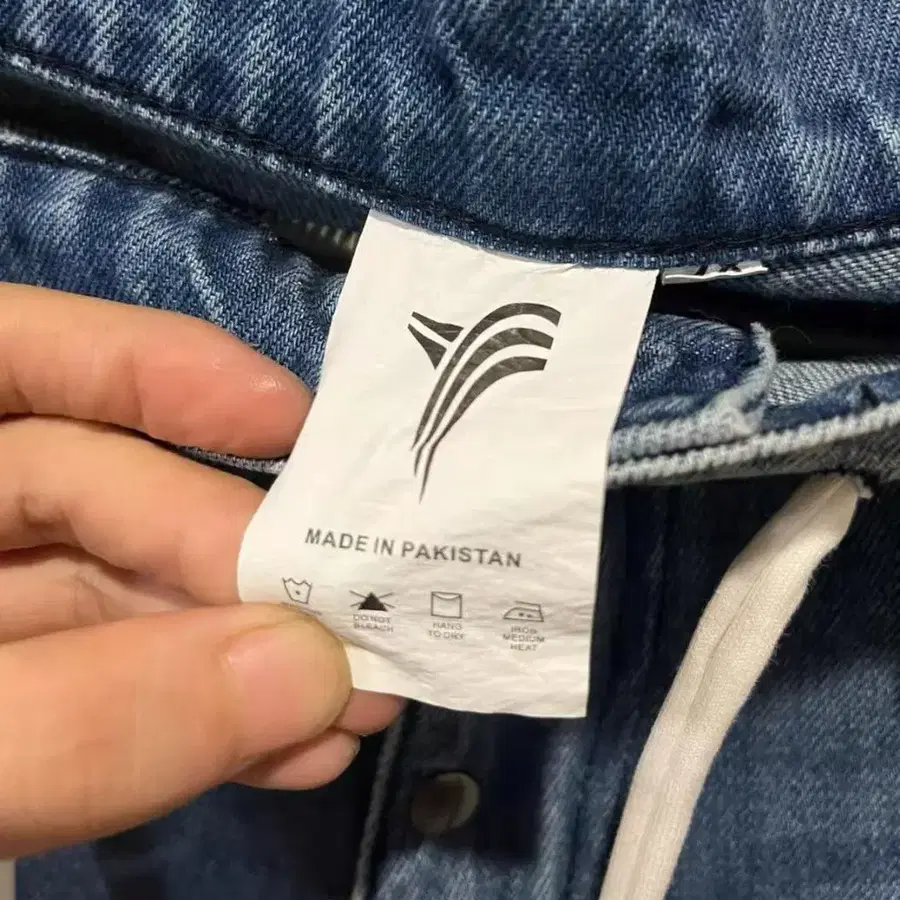 MADE IN PAKISTAN
DO NOT
BLEACH
HANG
TO DRY
IRON
MEDIUM
HEAT